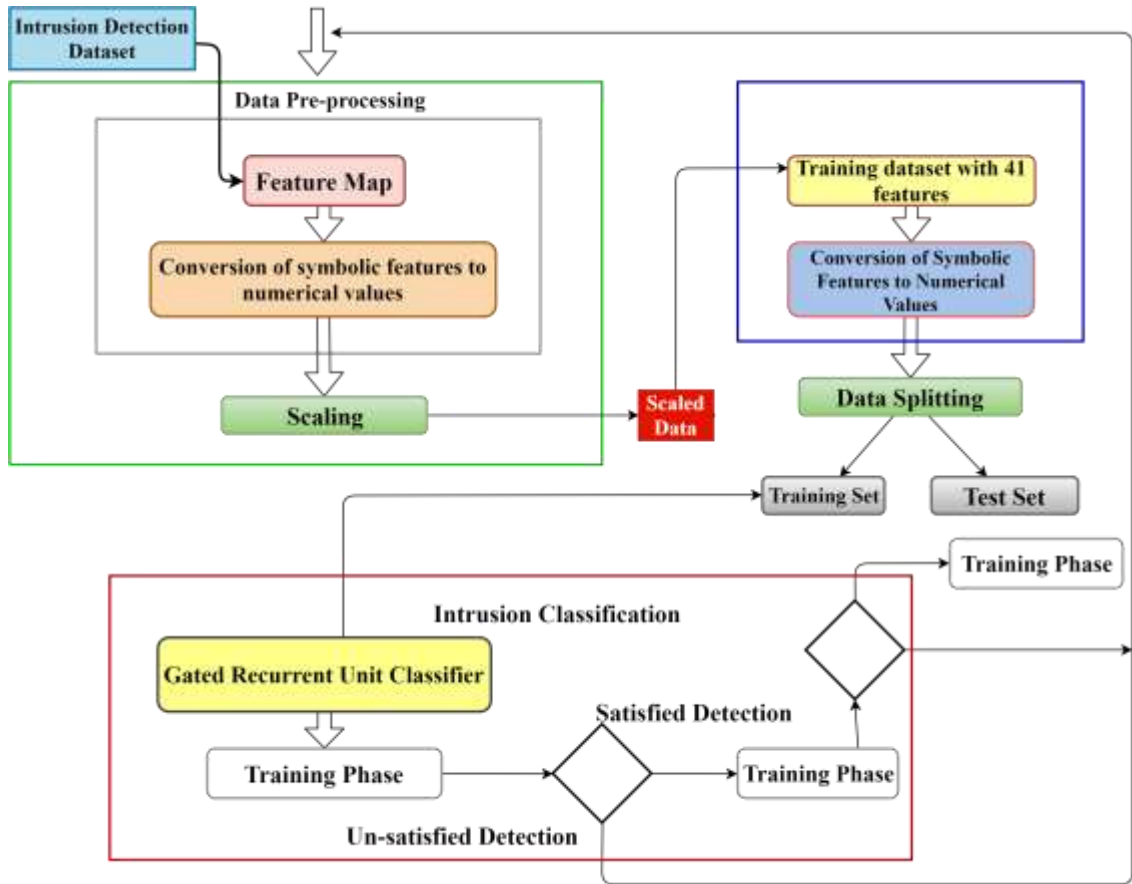 Intrusion Detection
Dataset
Data Pre-processing
Feature Map
Conversion of symbolic features to
numerical values
Scaling
Scaled
Data
Training dataset with 41
features
Conversion of Symbolic
Features to Numerical
Values
Data Splitting
Training Set
Test Set
Training Phase
Intrusion Classification
Gated Recurrent Unit Classifier
Satisfied Detection
Training Phase
Training Phase
Un-satisfied Detection